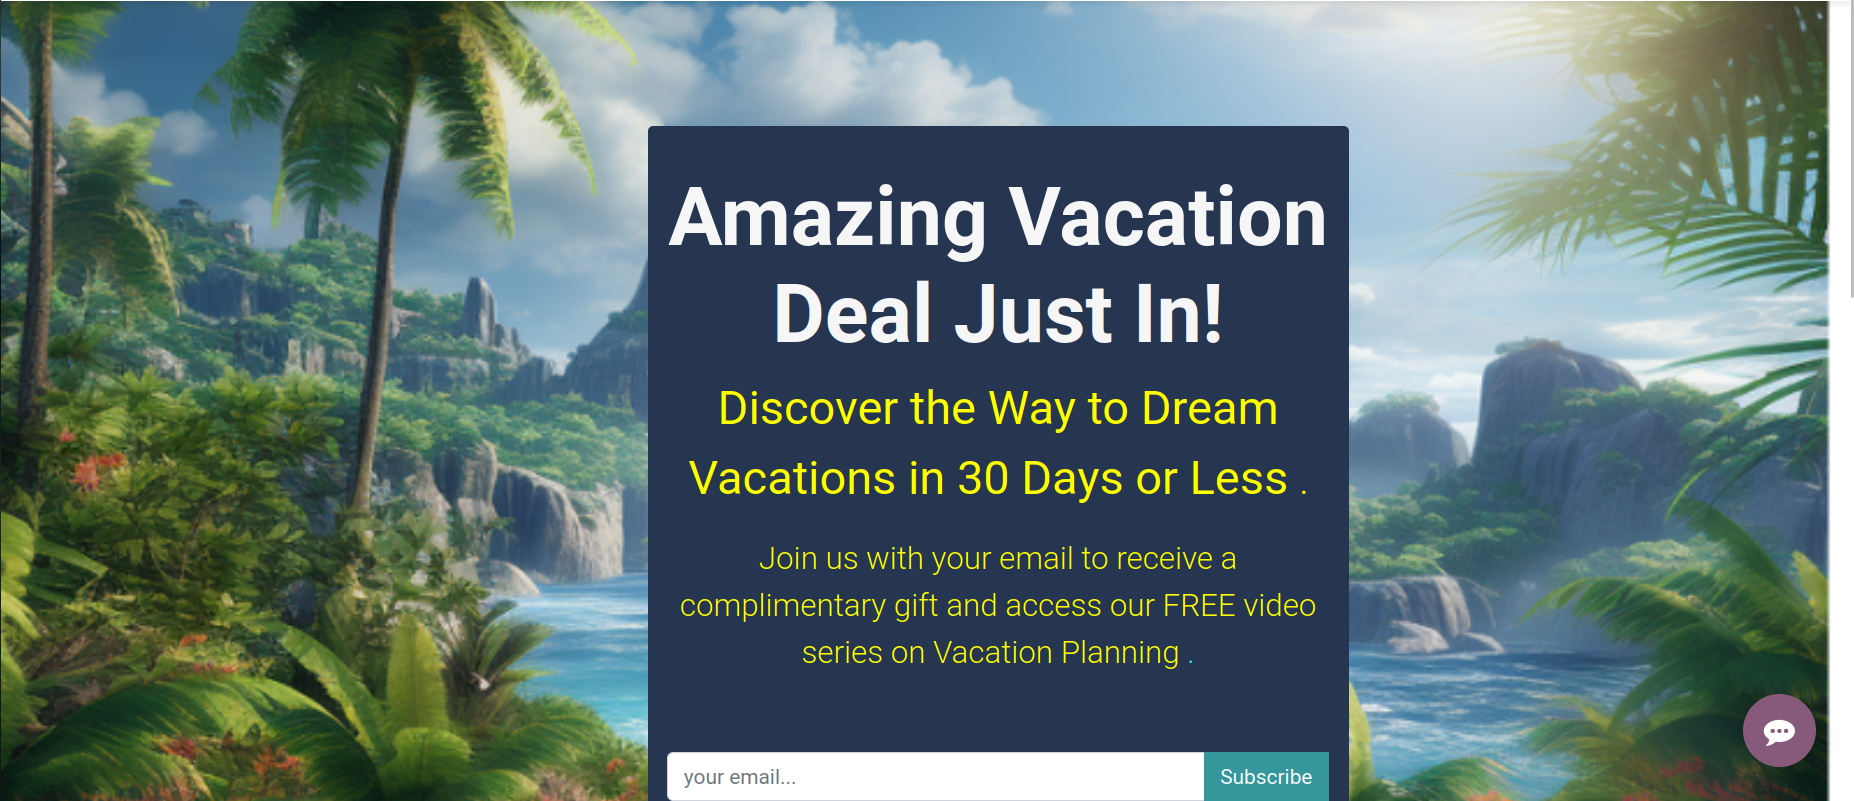 Amazing Vacation
Deal Just In!
Discover the Way to Dream
Vacations in 30 Days or Less .
Join us with your email to receive a
complimentary gift and access our FREE video
series on Vacation Planning .
your email...
Subscribe